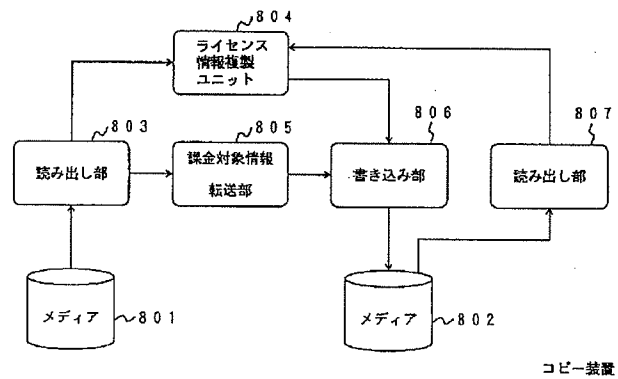 804
ライセンス
情報複製
ユニット
803
805
806
807
読み出し部
課金対象情報
転送部
書き込み部
読み出し部
メディア
801
メディア
802
コピー装置